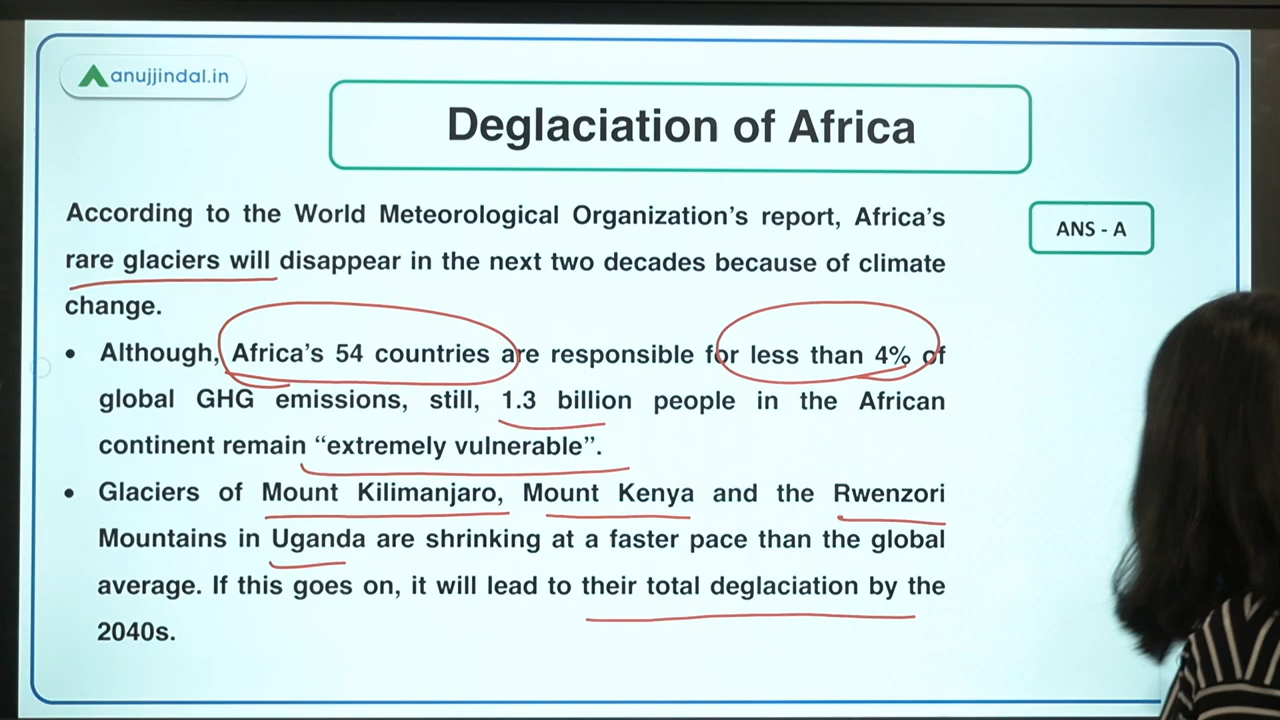 anujjindal.in
Deglaciation of Africa
According to the World Meteorological Organization's report, Africa's
rare glaciers will disappear in the next two decades because of climate
change.
ANS - A
• Although, Africa's 54 countries are responsible for less than 4% of
global GHG emissions, still, 1.3 billion people in the African
continent remain “extremely vulnerable”.
• Glaciers of Mount Kilimanjaro, Mount Kenya and the Rwenzori
Mountains in Uganda are shrinking at a faster pace than the global
average. If this goes on, it will lead to their total deglaciation by the
2040s.